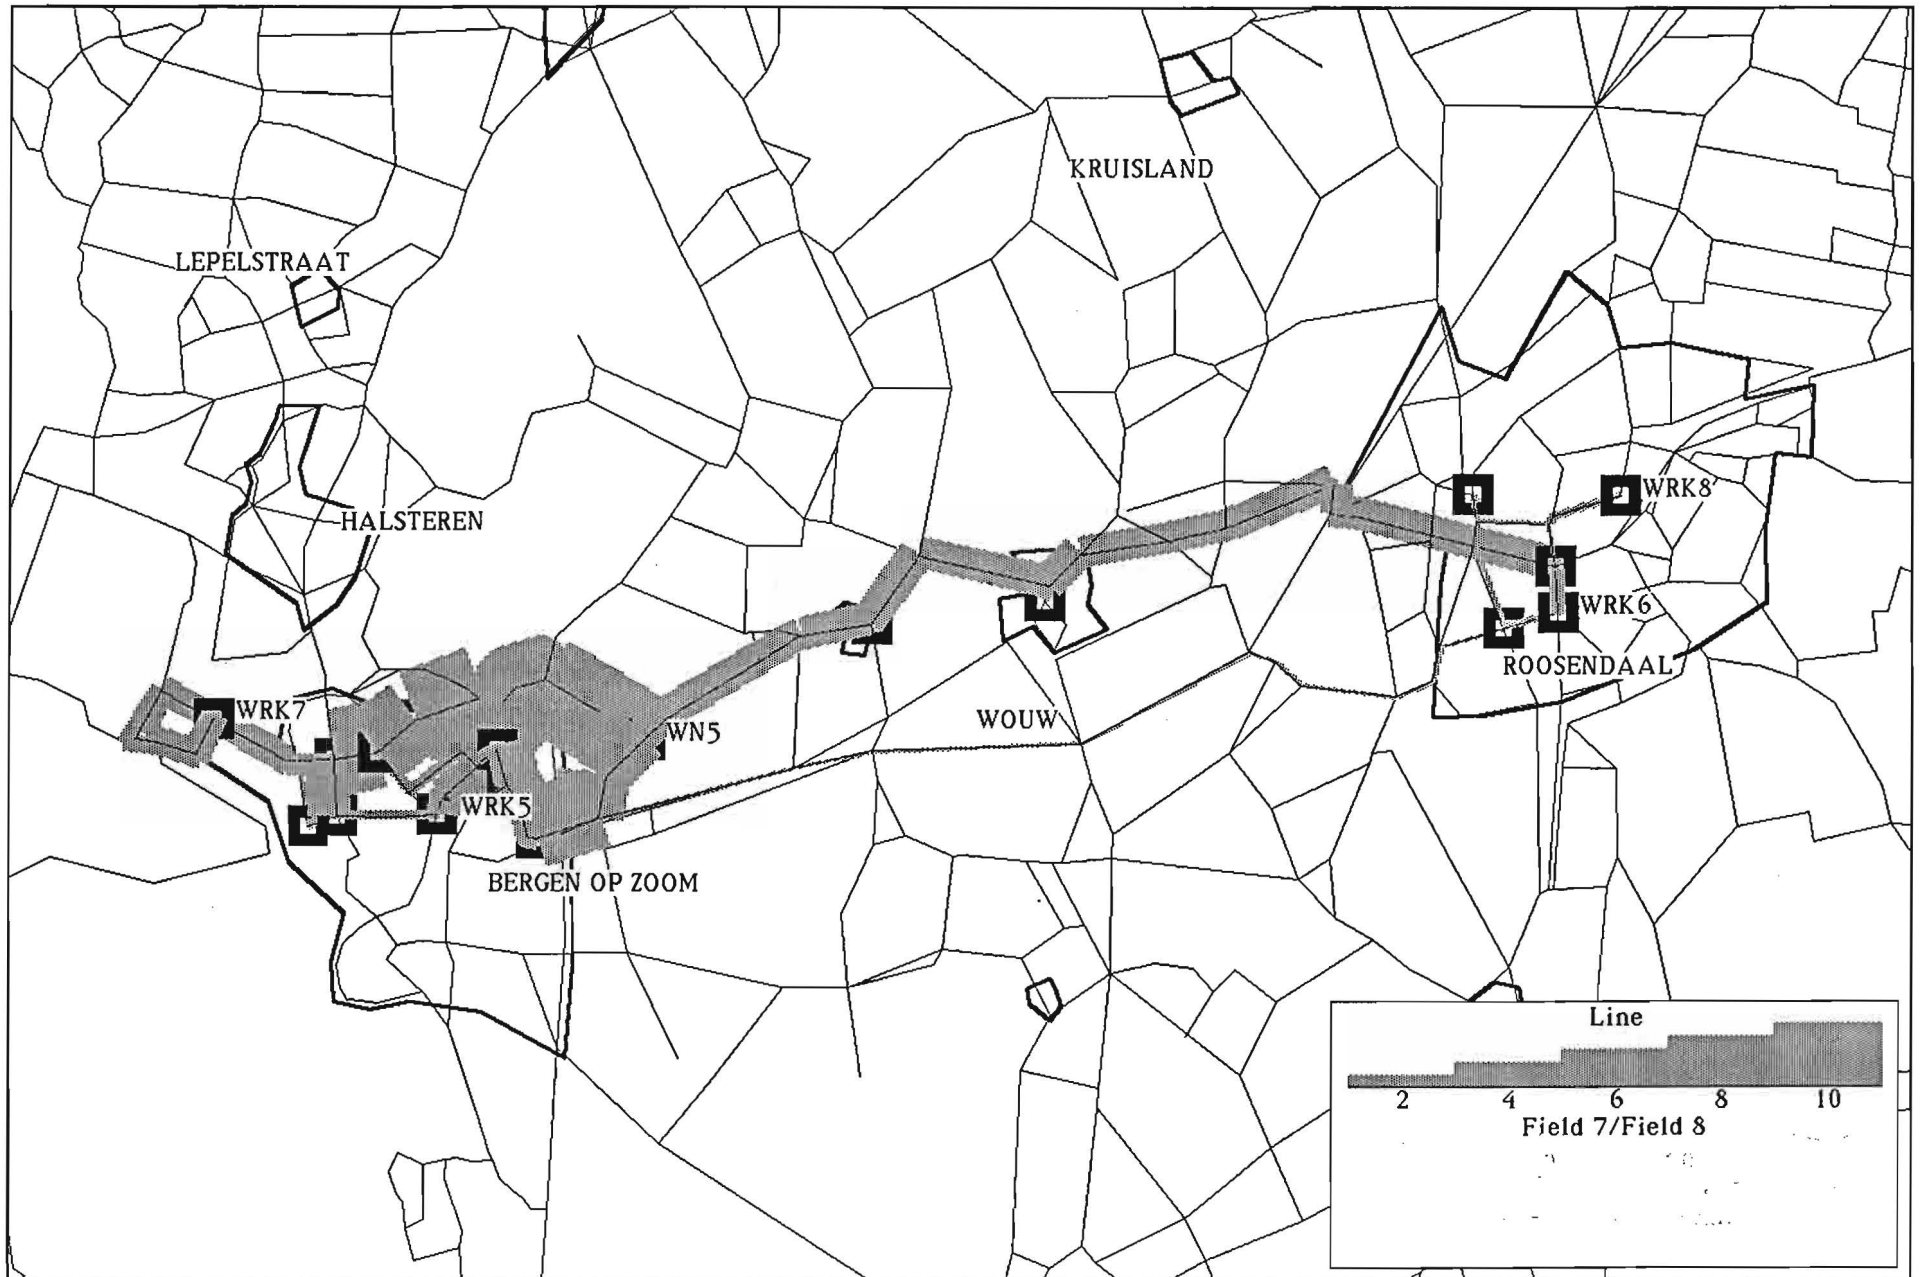 KRUISLAND
LEPELSTRAAT
HALSTEREN
WRK8
WRK6
ROOSENDAAL
WRK7
WOUW
WN5
WRK5
BERGEN OP ZOOM
Line
2 4 6 8 10
Field 7/Field 8